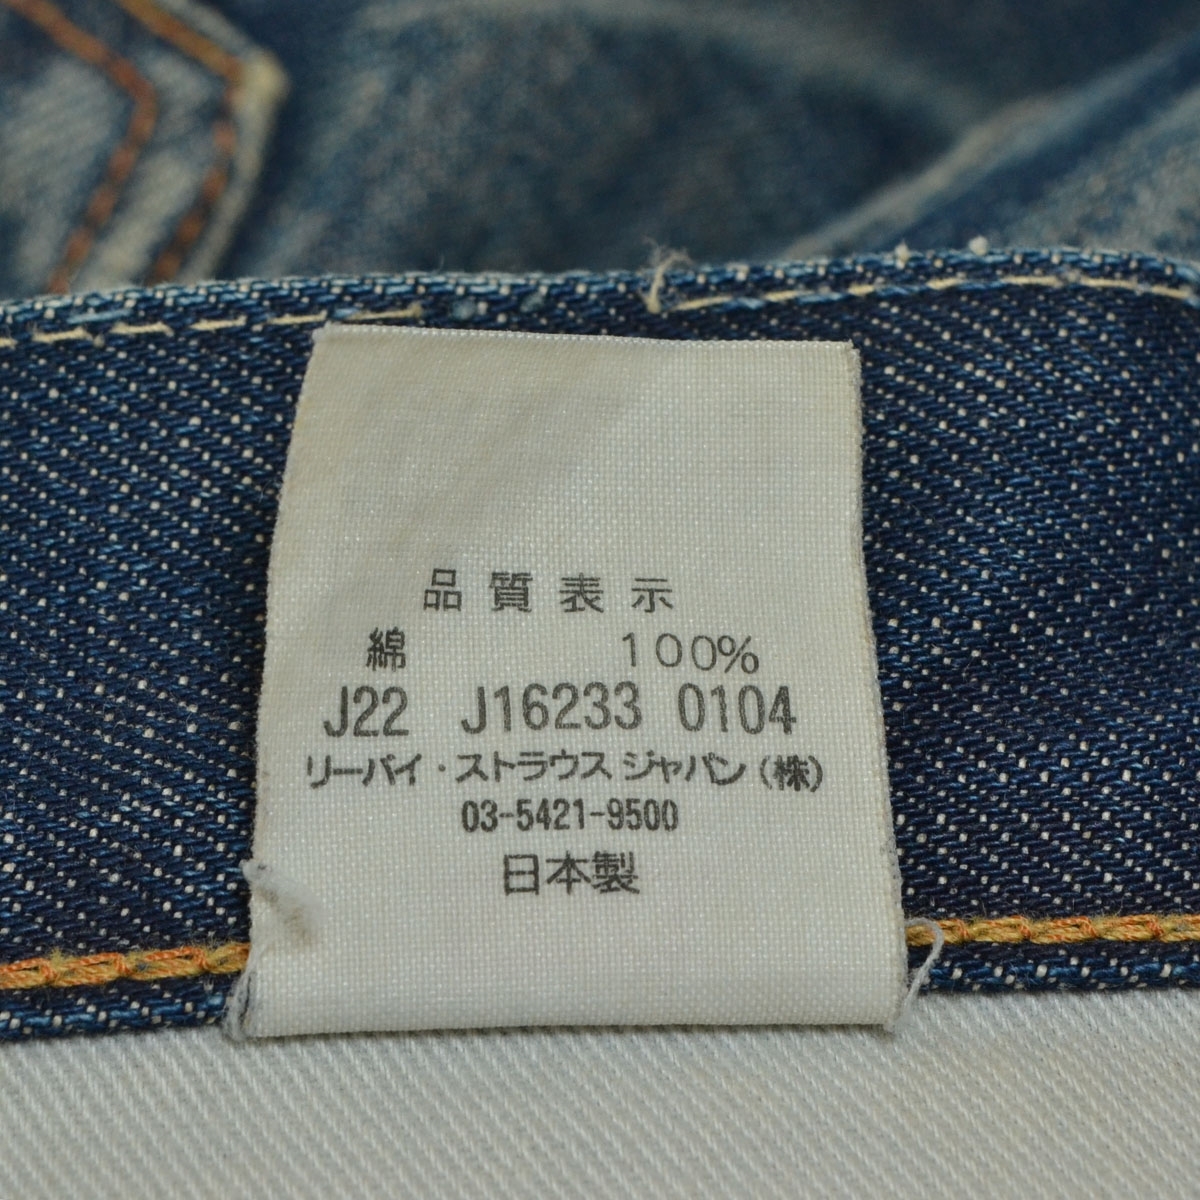 品質表示
綿 100%
J22 J16233 0104
リーバイ・ストラウス ジャパン(株)
03-5421-9500
日本製